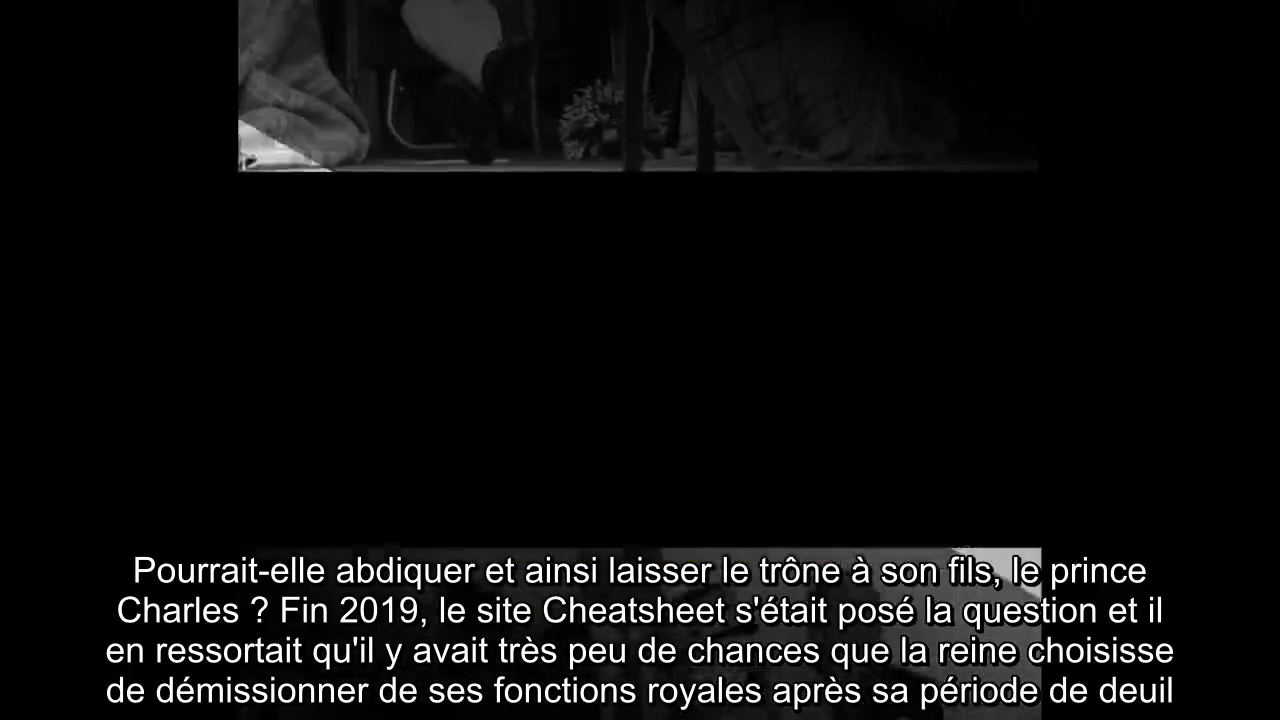 Pourrait-elle abdiquer et ainsi laisser le trône à son fils, le prince
Charles ? Fin 2019, le site Cheatsheet s'était posé la question et il
en ressortait qu'il y avait très peu de chances que la reine choisisse
de démissionner de ses fonctions royales après sa période de deuil